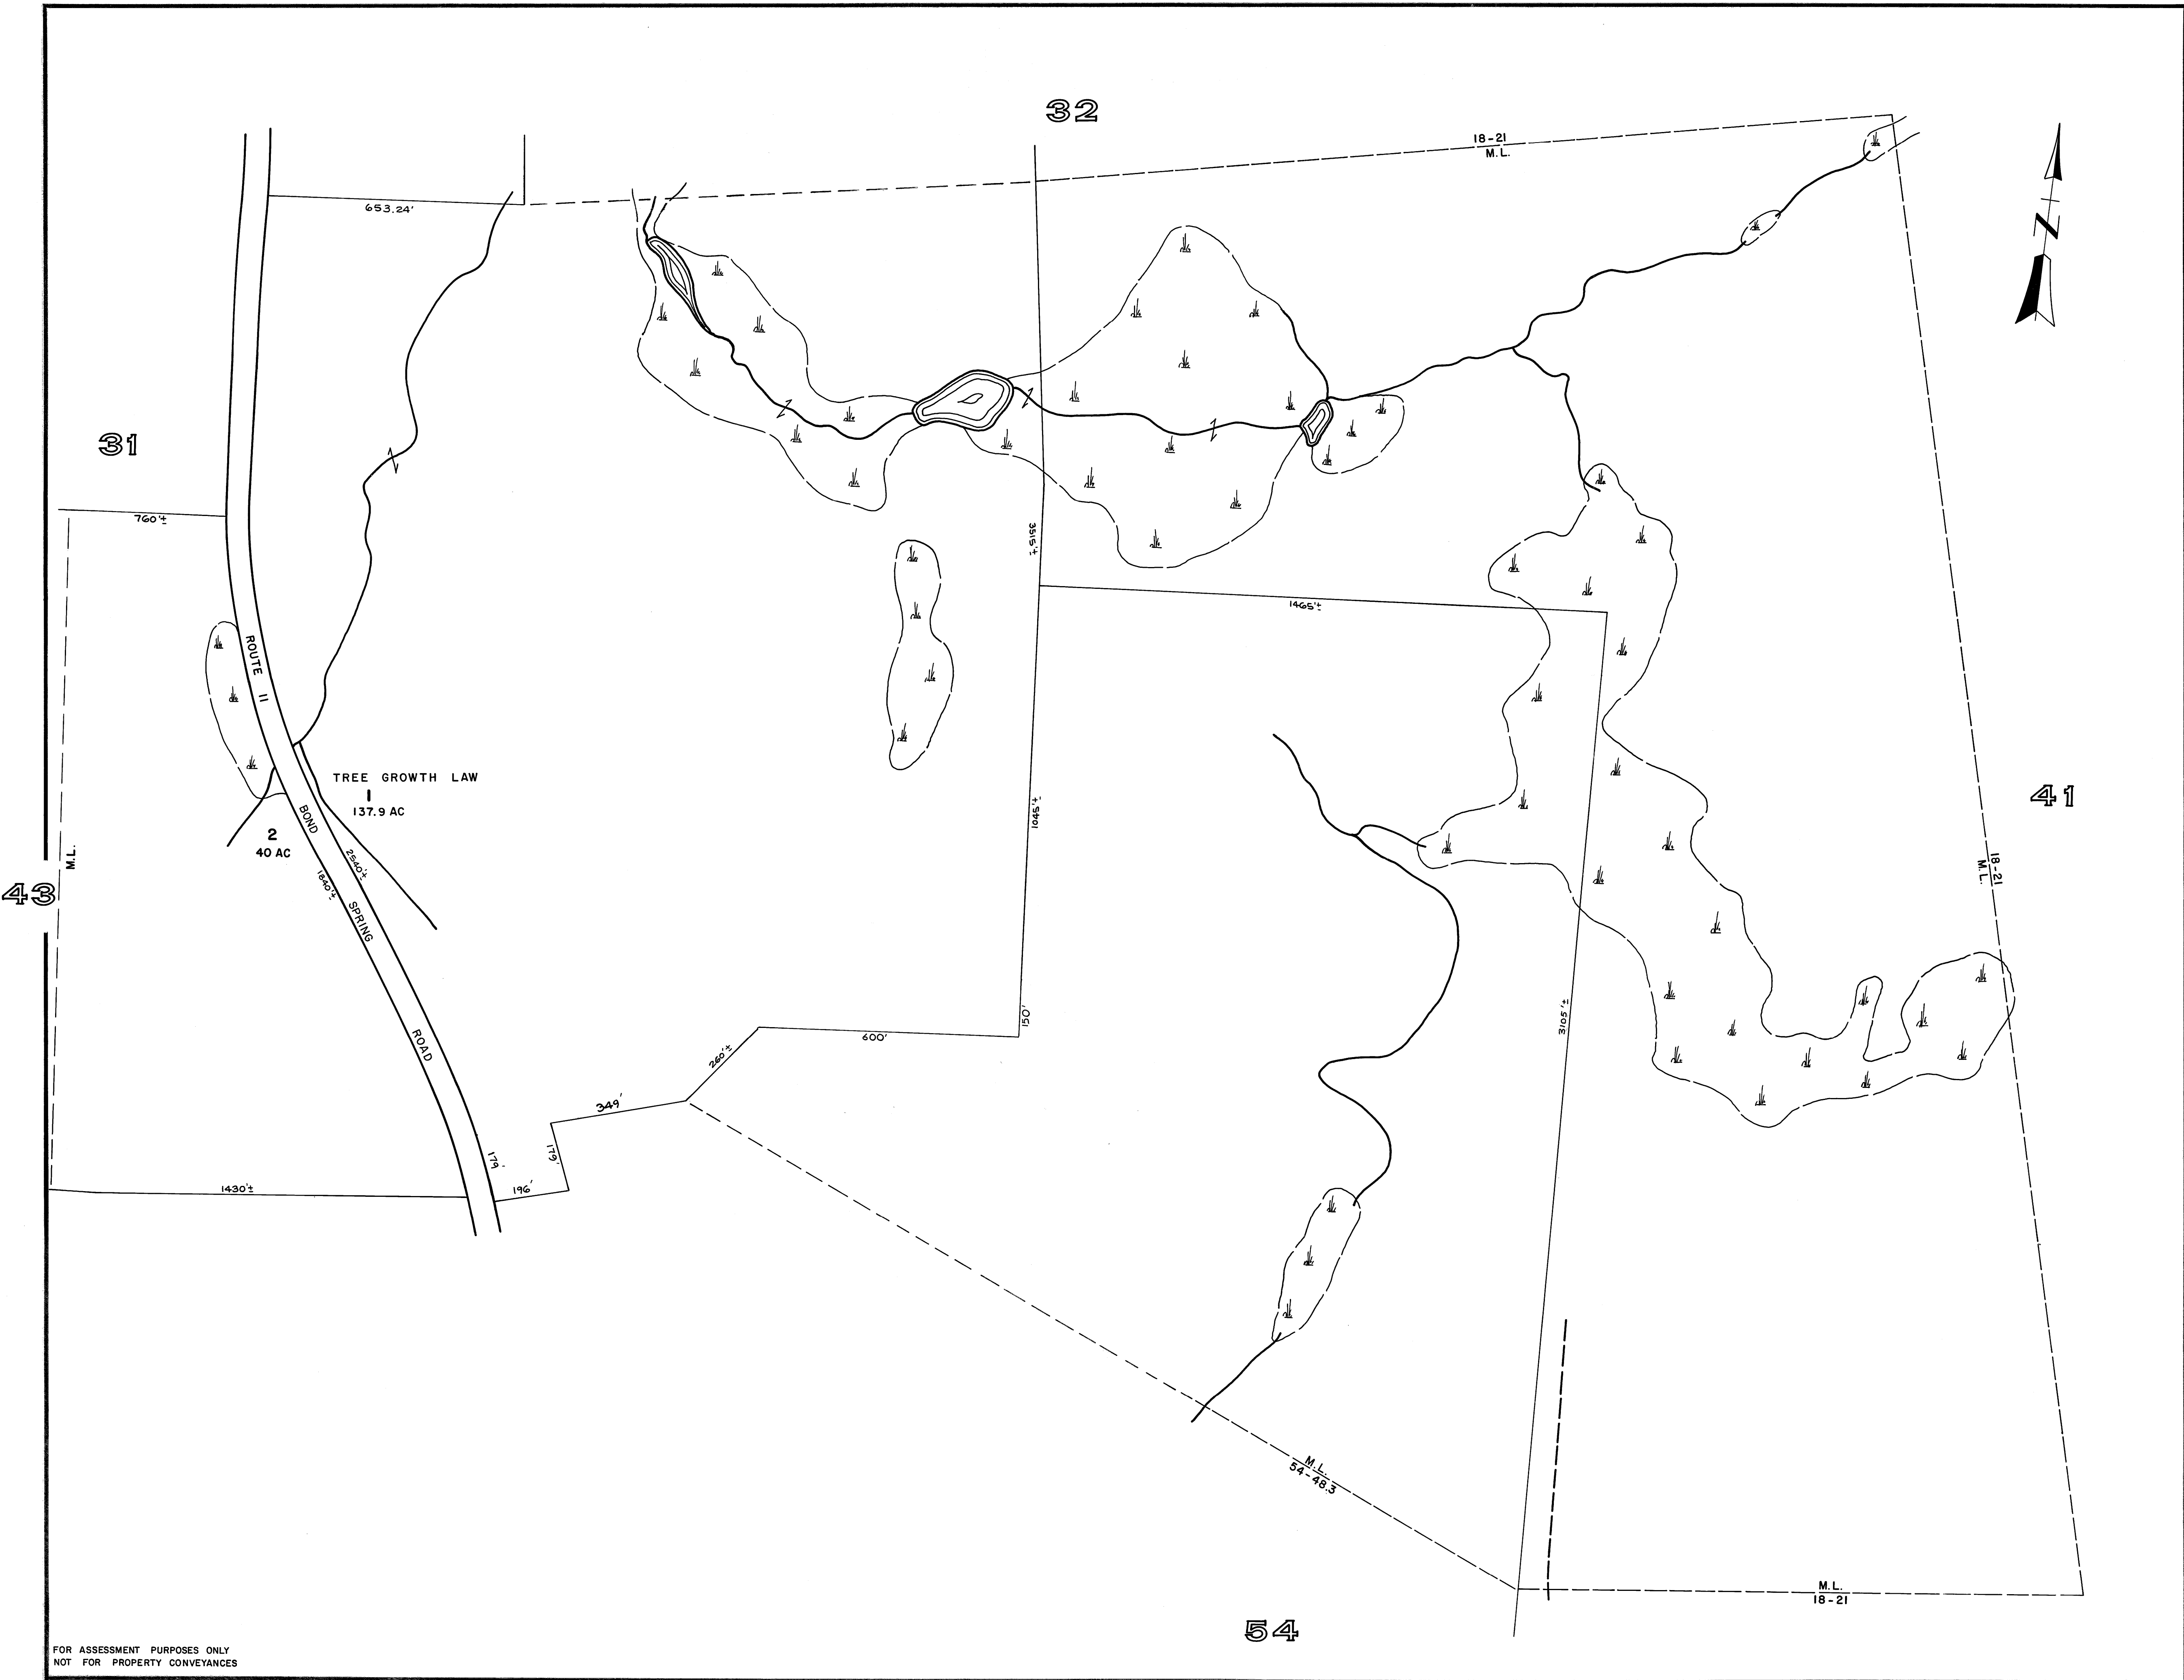 32
18-21
M.L.
653.24'
N
31
760'±
3515'±
1465'±
ROUTE 11
TREE GROWTH LAW
1
137.9 AC
2
40 AC
BOND SPRING ROAD
2540'±
1840'±
M.L.
43
1045'±
41
18-21
M.L.
150'
600'
260'±
349'
179'
179'
196'
1430'±
3105'±
M.L.
54-48.3
M.L.
18-21
54
FOR ASSESSMENT PURPOSES ONLY
NOT FOR PROPERTY CONVEYANCES